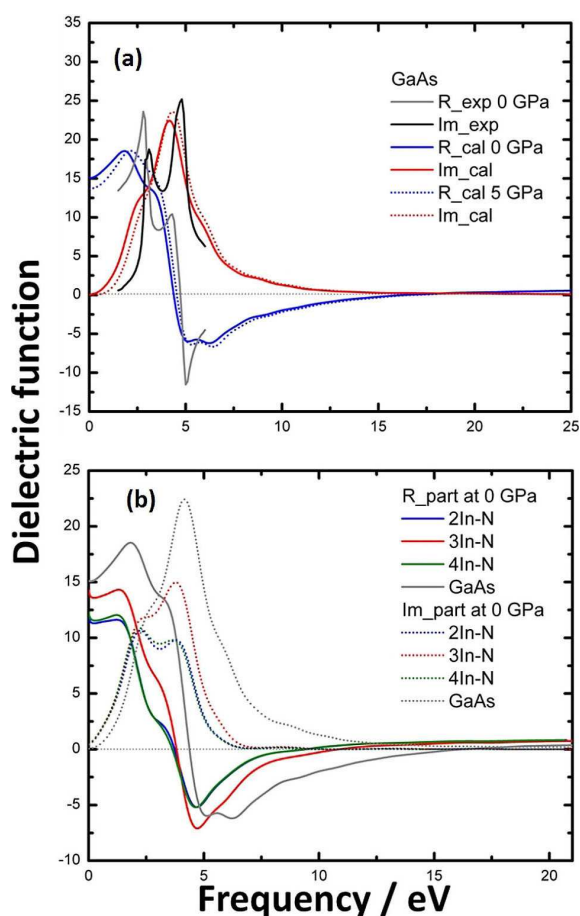 Dielectric function
35
30
25
20
15
10
5
0
-5
-10
-15
(a)
GaAs
R_exp 0 GPa
Im_exp
R_cal 0 GPa
Im_cal
R_cal 5 GPa
Im_cal
0 5 10 15 20 25
25
20
15
10
5
0
-5
-10
(b)
R_part at 0 GPa
2In-N
3In-N
4In-N
GaAs
Im_part at 0 GPa
2In-N
3In-N
4In-N
GaAs
0 5 10 15 20
Frequency / eV